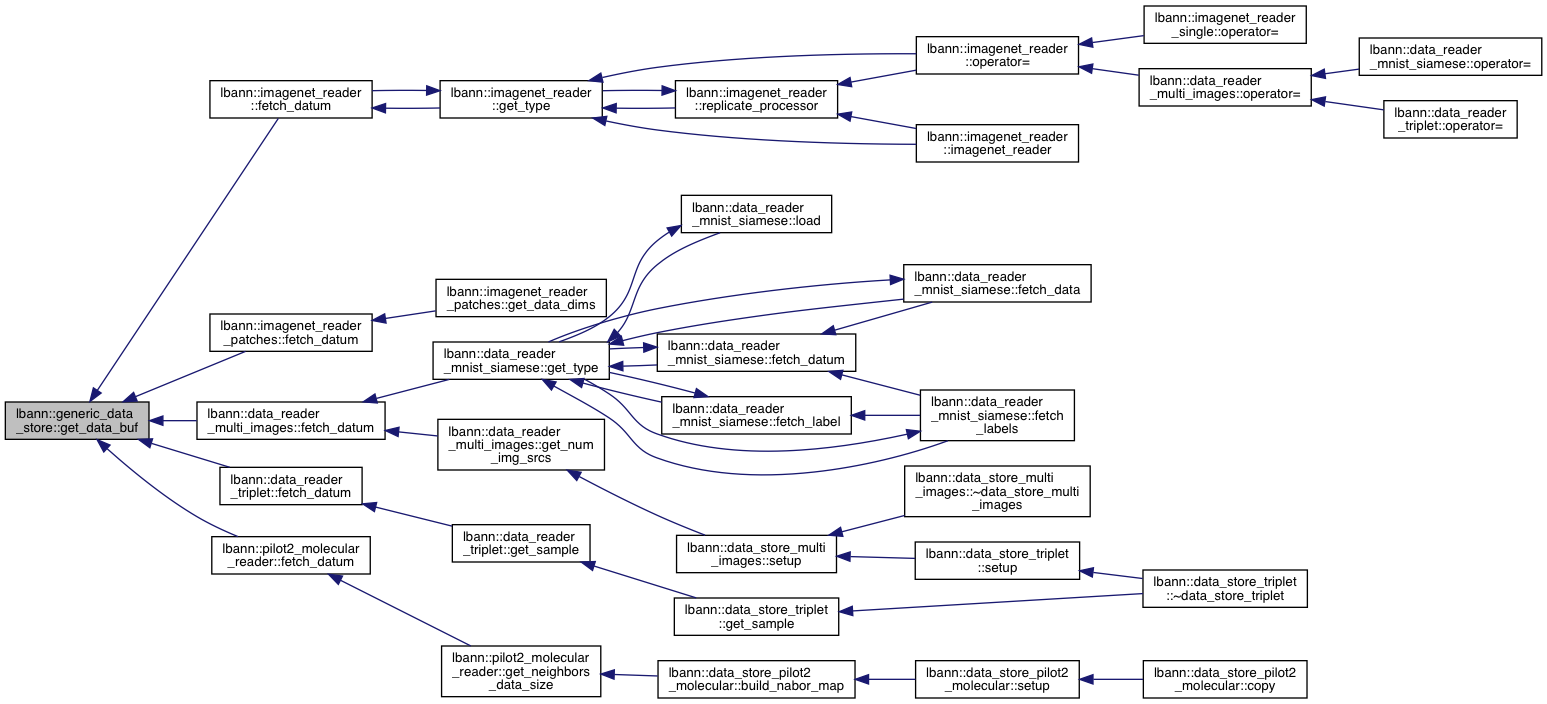 lbann::imagenet_reader
_single::operator=
lbann::imagenet_reader
::operator=
lbann::data_reader
_mnist_siamese::operator=
lbann::imagenet_reader
::fetch_datum
lbann::imagenet_reader
::get_type
lbann::imagenet_reader
::replicate_processor
lbann::data_reader
_multi_images::operator=
lbann::data_reader
_triplet::operator=
lbann::imagenet_reader
::imagenet_reader
lbann::data_reader
_mnist_siamese::load
lbann::imagenet_reader
_patches::get_data_dims
lbann::data_reader
_mnist_siamese::fetch_data
lbann::imagenet_reader
_patches::fetch_datum
lbann::data_reader
_mnist_siamese::get_type
lbann::data_reader
_mnist_siamese::fetch_datum
lbann::generic_data
_store::get_data_buf
lbann::data_reader
_multi_images::fetch_datum
lbann::data_reader
_mnist_siamese::fetch_label
lbann::data_reader
_mnist_siamese::fetch
_labels
lbann::data_reader
_multi_images::get_num
_img_srcs
lbann::data_reader
_triplet::fetch_datum
lbann::data_store_multi
_images::~data_store_multi
_images
lbann::pilot2_molecular
_reader::fetch_datum
lbann::data_reader
_triplet::get_sample
lbann::data_store_multi
_images::setup
lbann::data_store_triplet
::setup
lbann::data_store_triplet
::~data_store_triplet
lbann::data_store_triplet
::get_sample
lbann::pilot2_molecular
_reader::get_neighbors
_data_size
lbann::data_store_pilot2
_molecular::build_nabor_map
lbann::data_store_pilot2
_molecular::setup
lbann::data_store_pilot2
_molecular::copy